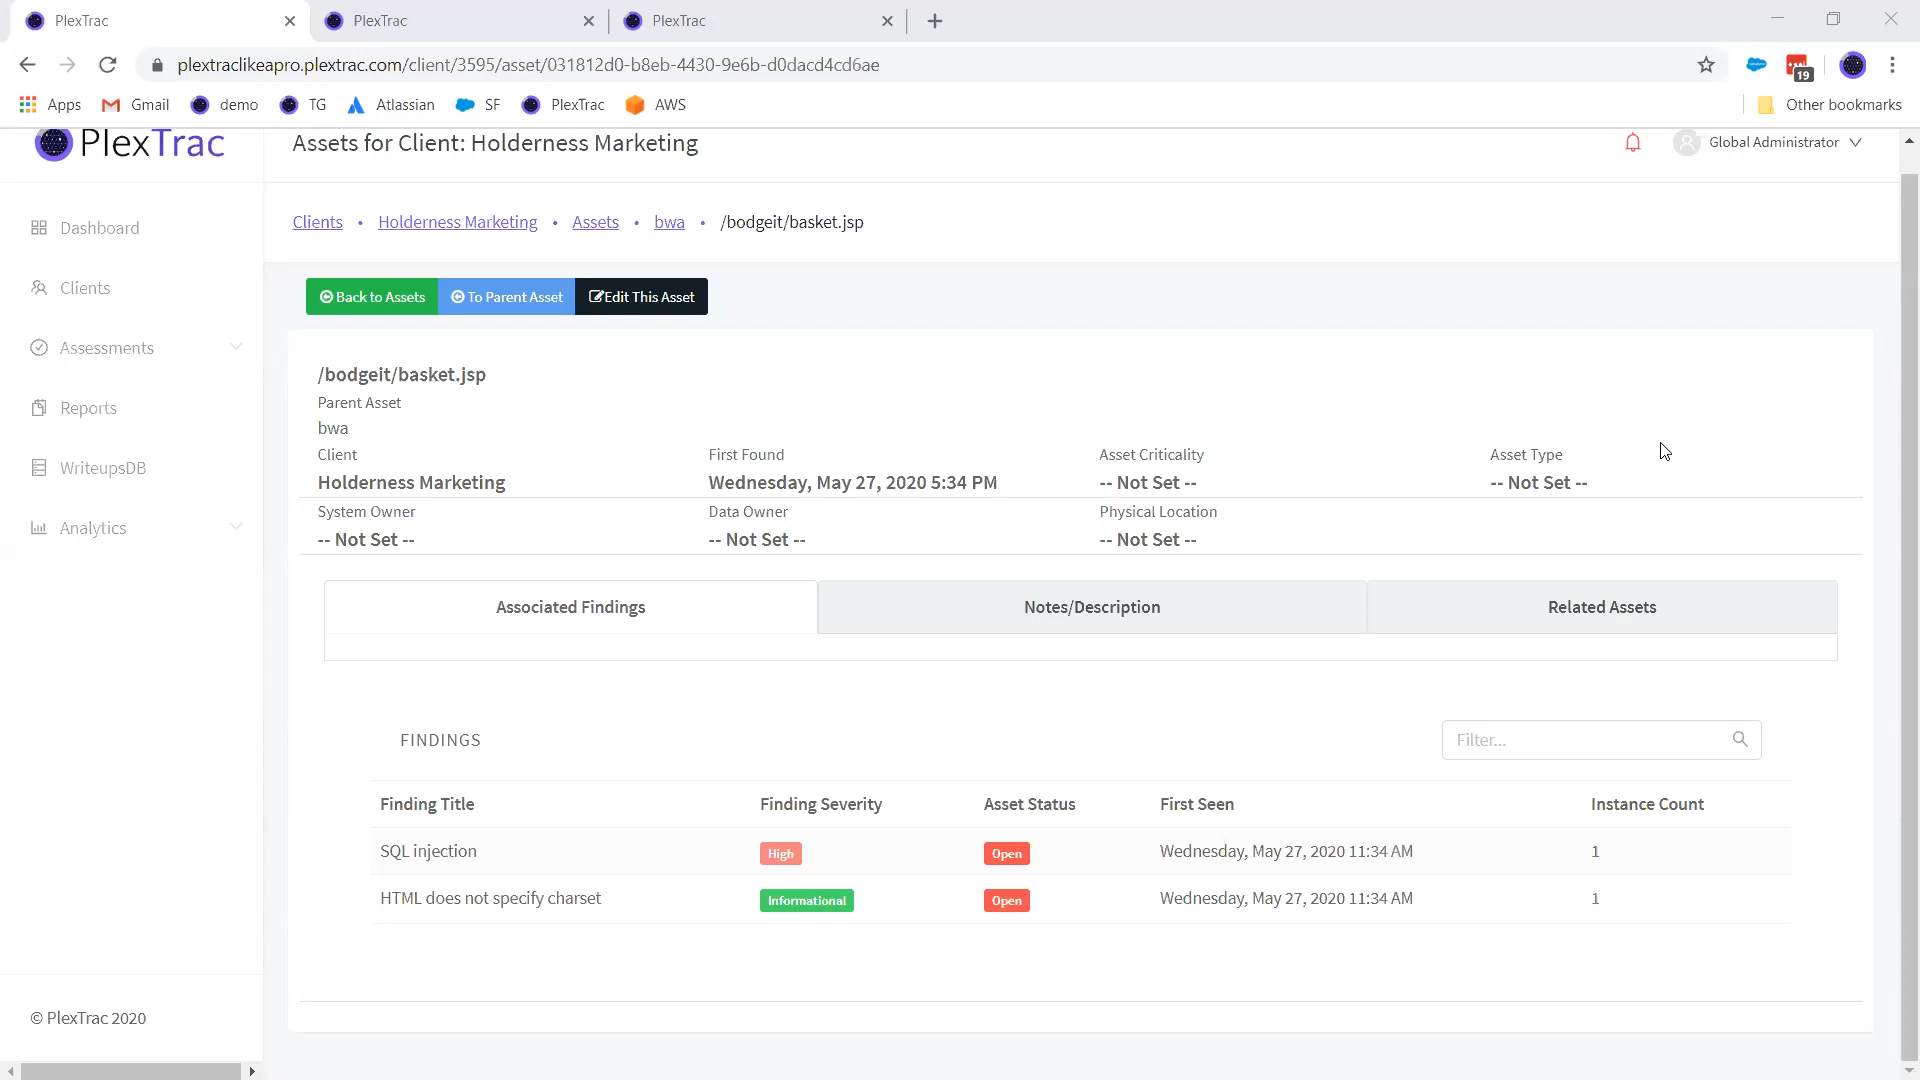 PlexTrac
PlexTrac
PlexTrac
plextraclikeapro.plextrac.com/client/3595/asset/031812d0-b8eb-4430-9e6b-d0dacd4cd6ae
19
Apps
Gmail
demo
TG
Atlassian
SF
PlexTrac
AWS
Other bookmarks
PlexTrac
Assets for Client: Holderness Marketing
Global Administrator
Dashboard
Clients
Assessments
Reports
WriteupsDB
Analytics
© PlexTrac 2020
Clients • Holderness Marketing • Assets • bwa • /bodgeit/basket.jsp
Back to Assets
To Parent Asset
Edit This Asset
/bodgeit/basket.jsp
Parent Asset
bwa
Client
Holderness Marketing
First Found
Wednesday, May 27, 2020 5:34 PM
Asset Criticality
-- Not Set --
Asset Type
-- Not Set --
System Owner
-- Not Set --
Data Owner
-- Not Set --
Physical Location
-- Not Set --
Associated Findings
Notes/Description
Related Assets
FINDINGS
Filter...
Finding Title Finding Severity Asset Status First Seen Instance Count
SQL injection High Open Wednesday, May 27, 2020 11:34 AM 1
HTML does not specify charset Informational Open Wednesday, May 27, 2020 11:34 AM 1